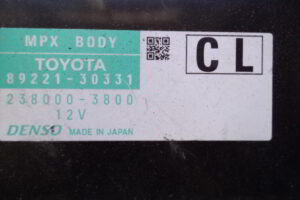 MPX BODY
CL
TOYOTA
89221-30331
238000-3800
12V
DENSO MADE IN JAPAN